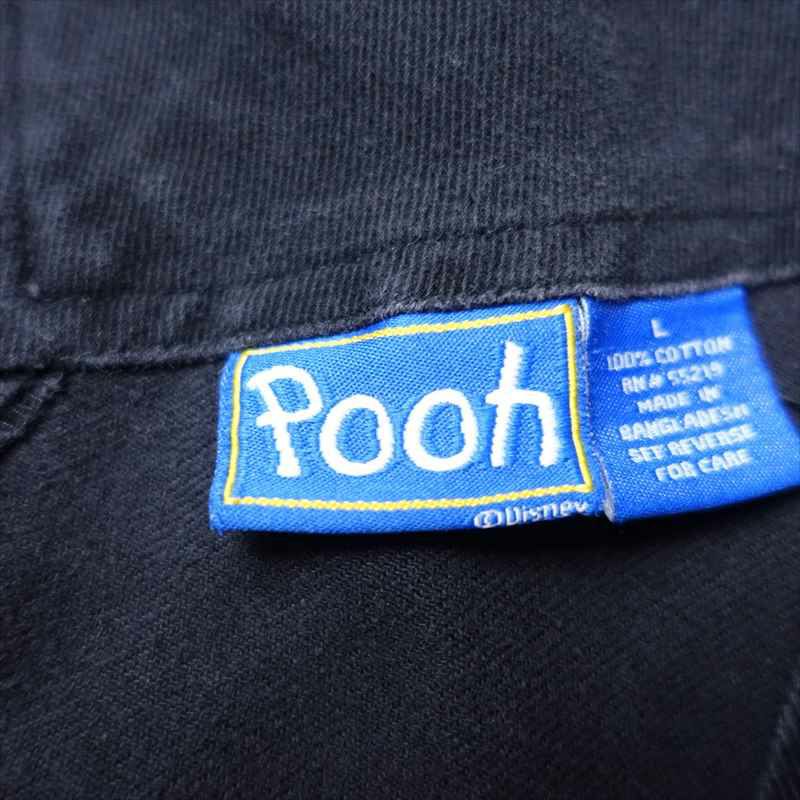 Pooh
©Disney
L
100% COTTON
RN# 55219
MADE IN
BANGLADESH
SEE REVERSE
FOR CARE